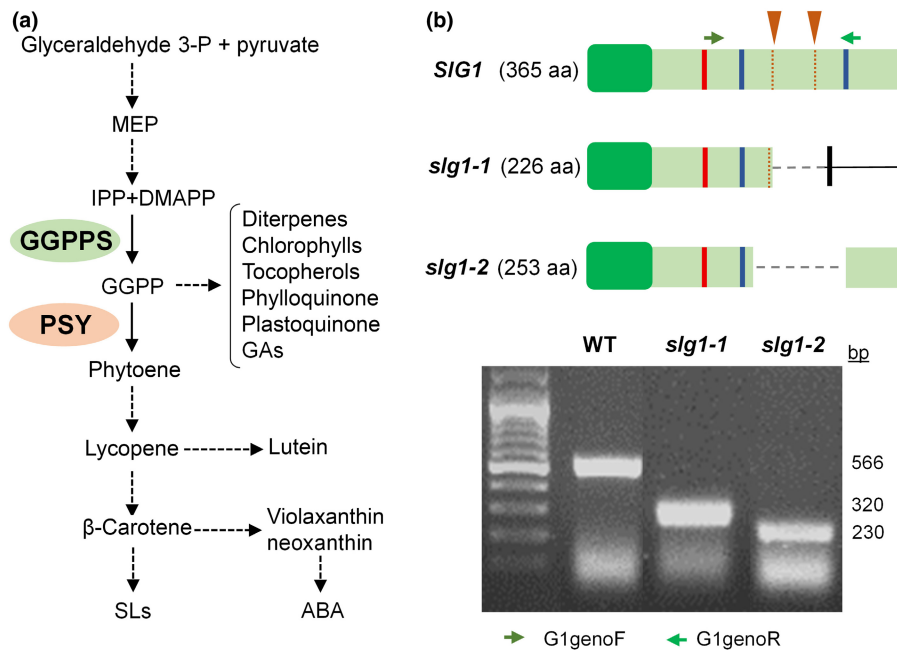 (a)
Glyceraldehyde 3-P + pyruvate
MEP
IPP+DMAPP
GGPPS
GGPP
Diterpenes
Chlorophylls
Tocopherols
Phylloquinone
Plastoquinone
GAs
PSY
Phytoene
Lycopene
Lutein
β-Carotene
Violaxanthin
neoxanthin
SLs
ABA
(b)
SlG1 (365 aa)
slg1-1 (226 aa)
slg1-2 (253 aa)
WT slg1-1 slg1-2 bp
566
320
230
G1genoF G1genoR